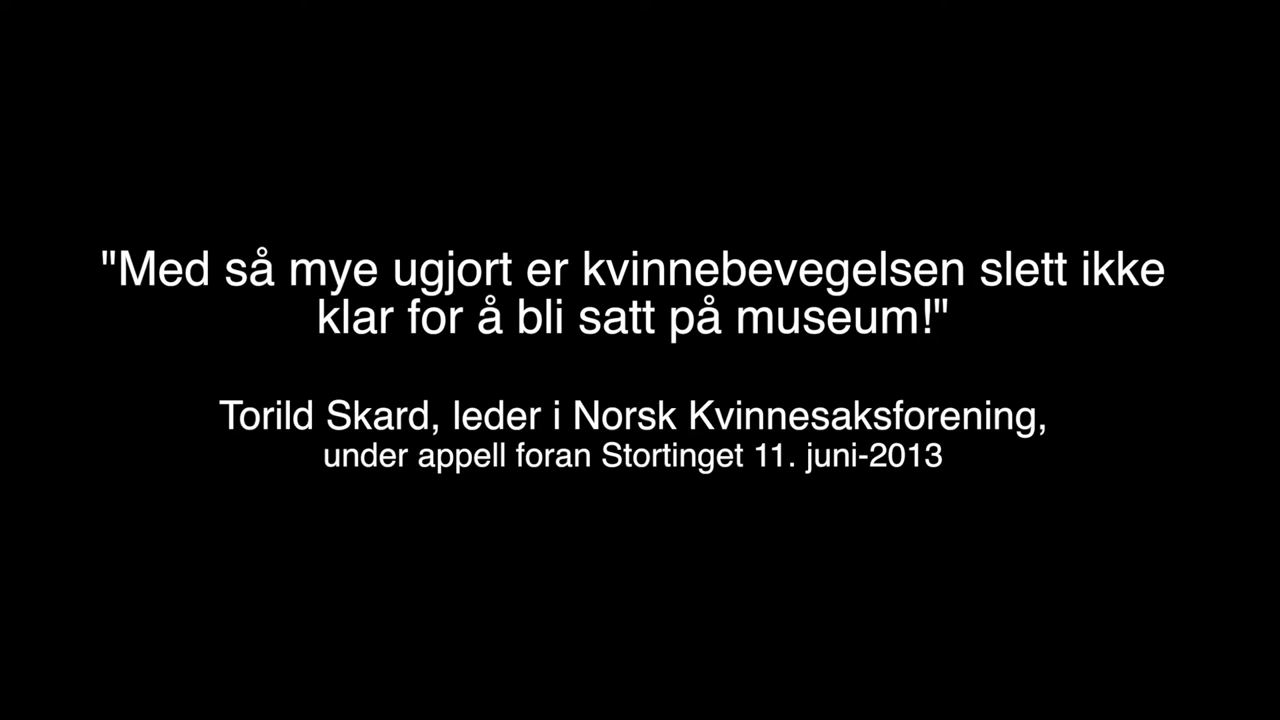 "Med så mye ugjort er kvinnebevegelsen slett ikke
klar for å bli satt på museum!"
Torild Skard, leder i Norsk Kvinnesaksforening,
under appell foran Stortinget 11. juni-2013